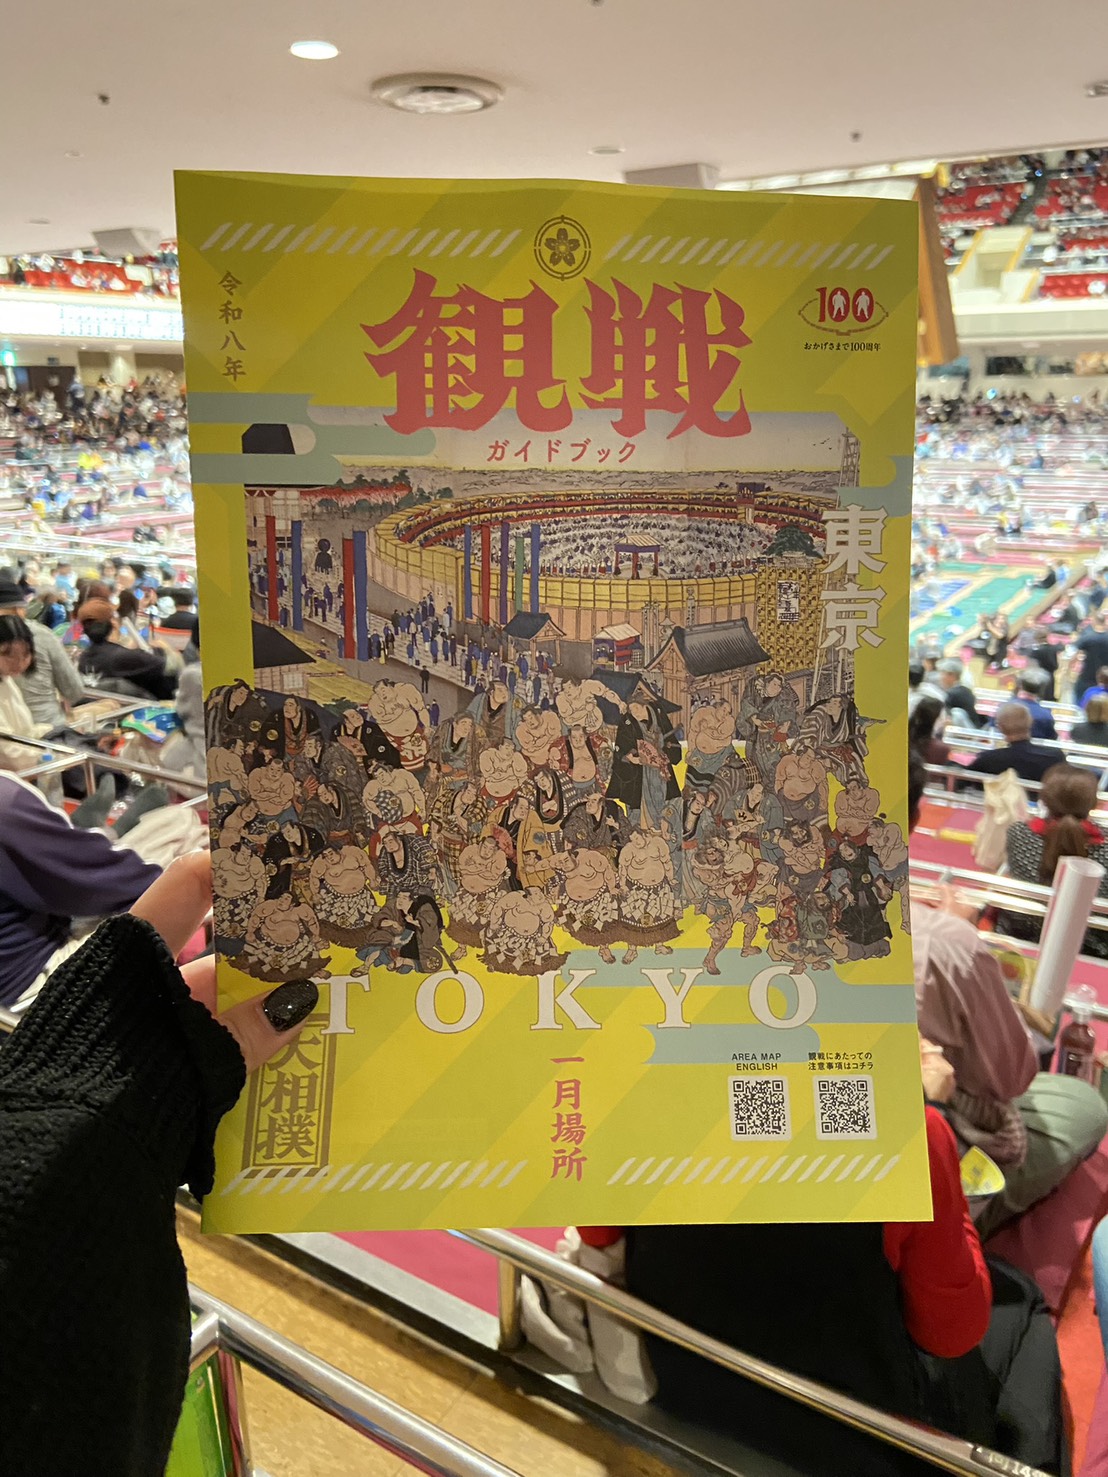 令和八年
観戦
ガイドブック
100
おかげさまで100周年
東京
TOKYO
大相撲
一月場所
AREA MAP
ENGLISH
観戦にあたっての
注意事項はコチラ